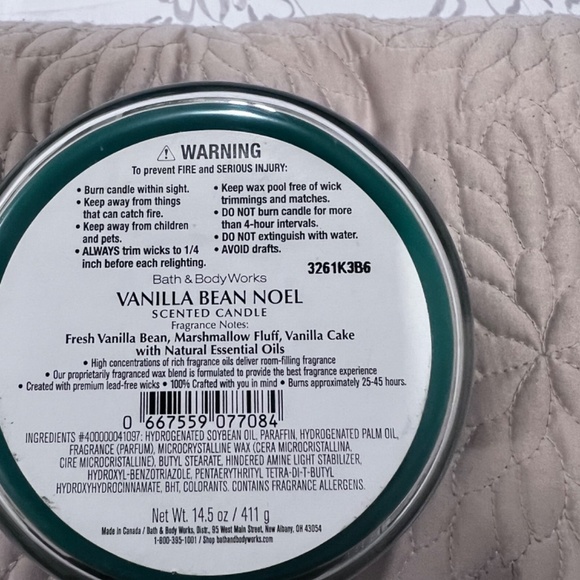 ⚠ WARNING
To prevent FIRE and SERIOUS INJURY:
• Burn candle within sight.
• Keep away from things
that can catch fire.
• Keep away from children
and pets.
• ALWAYS trim wicks to 1/4
inch before each relighting.
• Keep wax pool free of wick
trimmings and matches.
• DO NOT burn candle for more
than 4-hour intervals.
• DO NOT extinguish with water.
• AVOID drafts.
Bath & Body Works
3261K3B6
VANILLA BEAN NOEL
SCENTED CANDLE
Fragrance Notes:
Fresh Vanilla Bean, Marshmallow Fluff, Vanilla Cake
with Natural Essential Oils
• High concentrations of rich fragrance oils deliver room-filling fragrance
• Our proprietarily fragranced wax blend is formulated to provide the best fragrance experience
• Created with premium lead-free wicks • 100% Crafted with you in mind • Burns approximately 25-45 hours.
0 667559 077084
INGREDIENTS #400000041097: HYDROGENATED SOYBEAN OIL, PARAFFIN, HYDROGENATED PALM OIL,
FRAGRANCE (PARFUM), MICROCRYSTALLINE WAX (CERA MICROCRISTALLINA,
CIRE MICROCRISTALLINE), BUTYL STEARATE, HINDERED AMINE LIGHT STABILIZER,
HYDROXYL-BENZOTRIAZOLE, PENTAERYTHRITYL TETRA-DI-T-BUTYL
HYDROXYHYDROCINNAMATE, BHT, COLORANTS. CONTAINS FRAGRANCE ALLERGENS.
Net Wt. 14.5 oz / 411 g
Made in Canada / Bath & Body Works, Distr., 95 West Main Street, New Albany, OH 43054
1-800-395-1001 / Shop bathandbodyworks.com